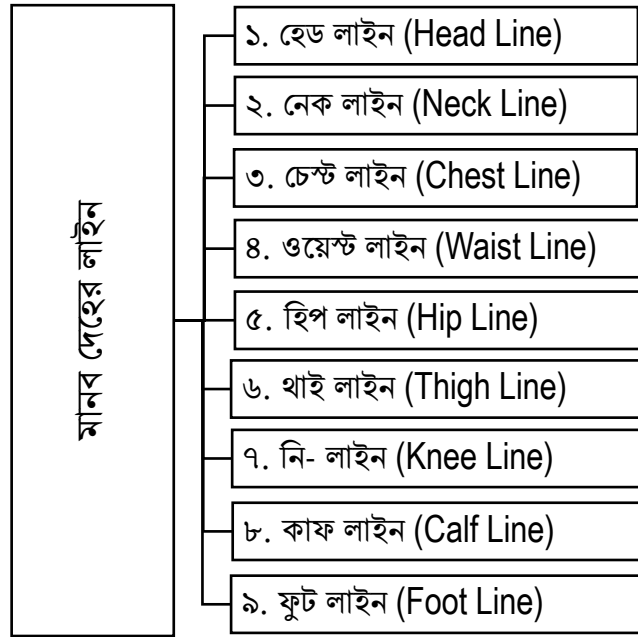 মানব দেহের লাইন
১. হেড লাইন (Head Line)
২. নেক লাইন (Neck Line)
৩. চেস্ট লাইন (Chest Line)
৪. ওয়েস্ট লাইন (Waist Line)
৫. হিপ লাইন (Hip Line)
৬. থাই লাইন (Thigh Line)
৭. নি- লাইন (Knee Line)
৮. কাফ লাইন (Calf Line)
৯. ফুট লাইন (Foot Line)